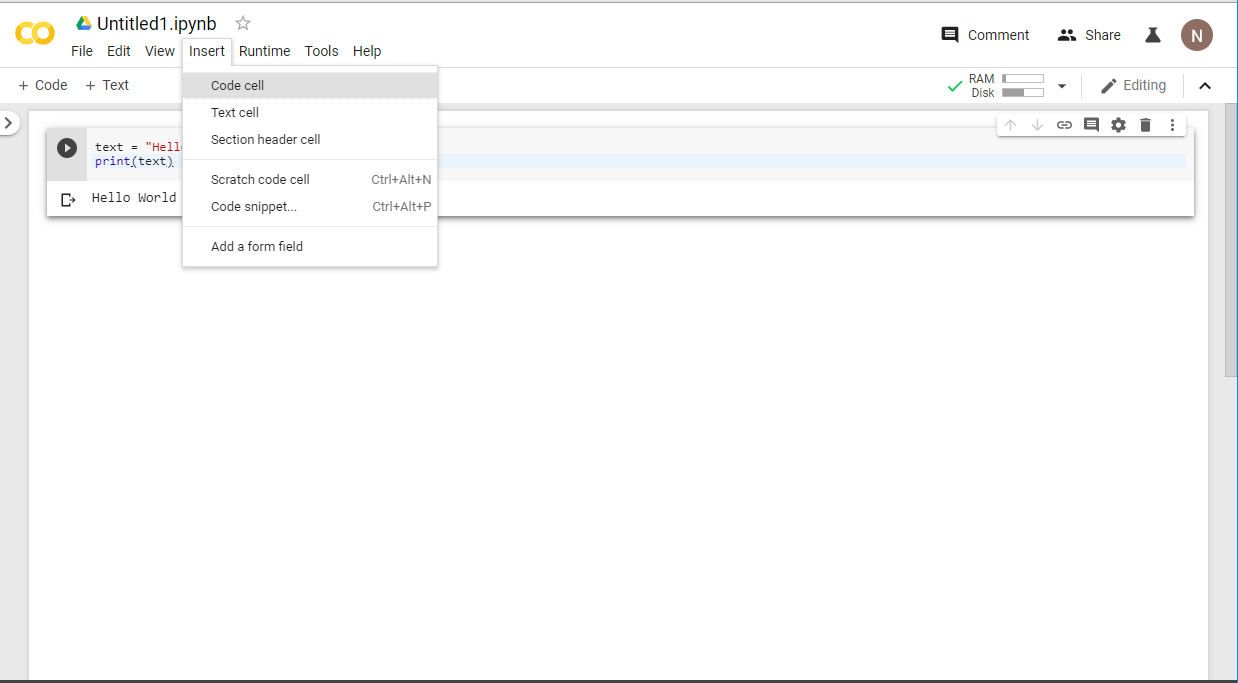 Untitled1.ipynb
Comment Share N
File Edit View Insert Runtime Tools Help
+ Code + Text
RAM
Disk
Editing
Code cell
Text cell
Section header cell
Scratch code cell Ctrl+Alt+N
Code snippet... Ctrl+Alt+P
Add a form field
text = "Hell
print(text)
Hello World